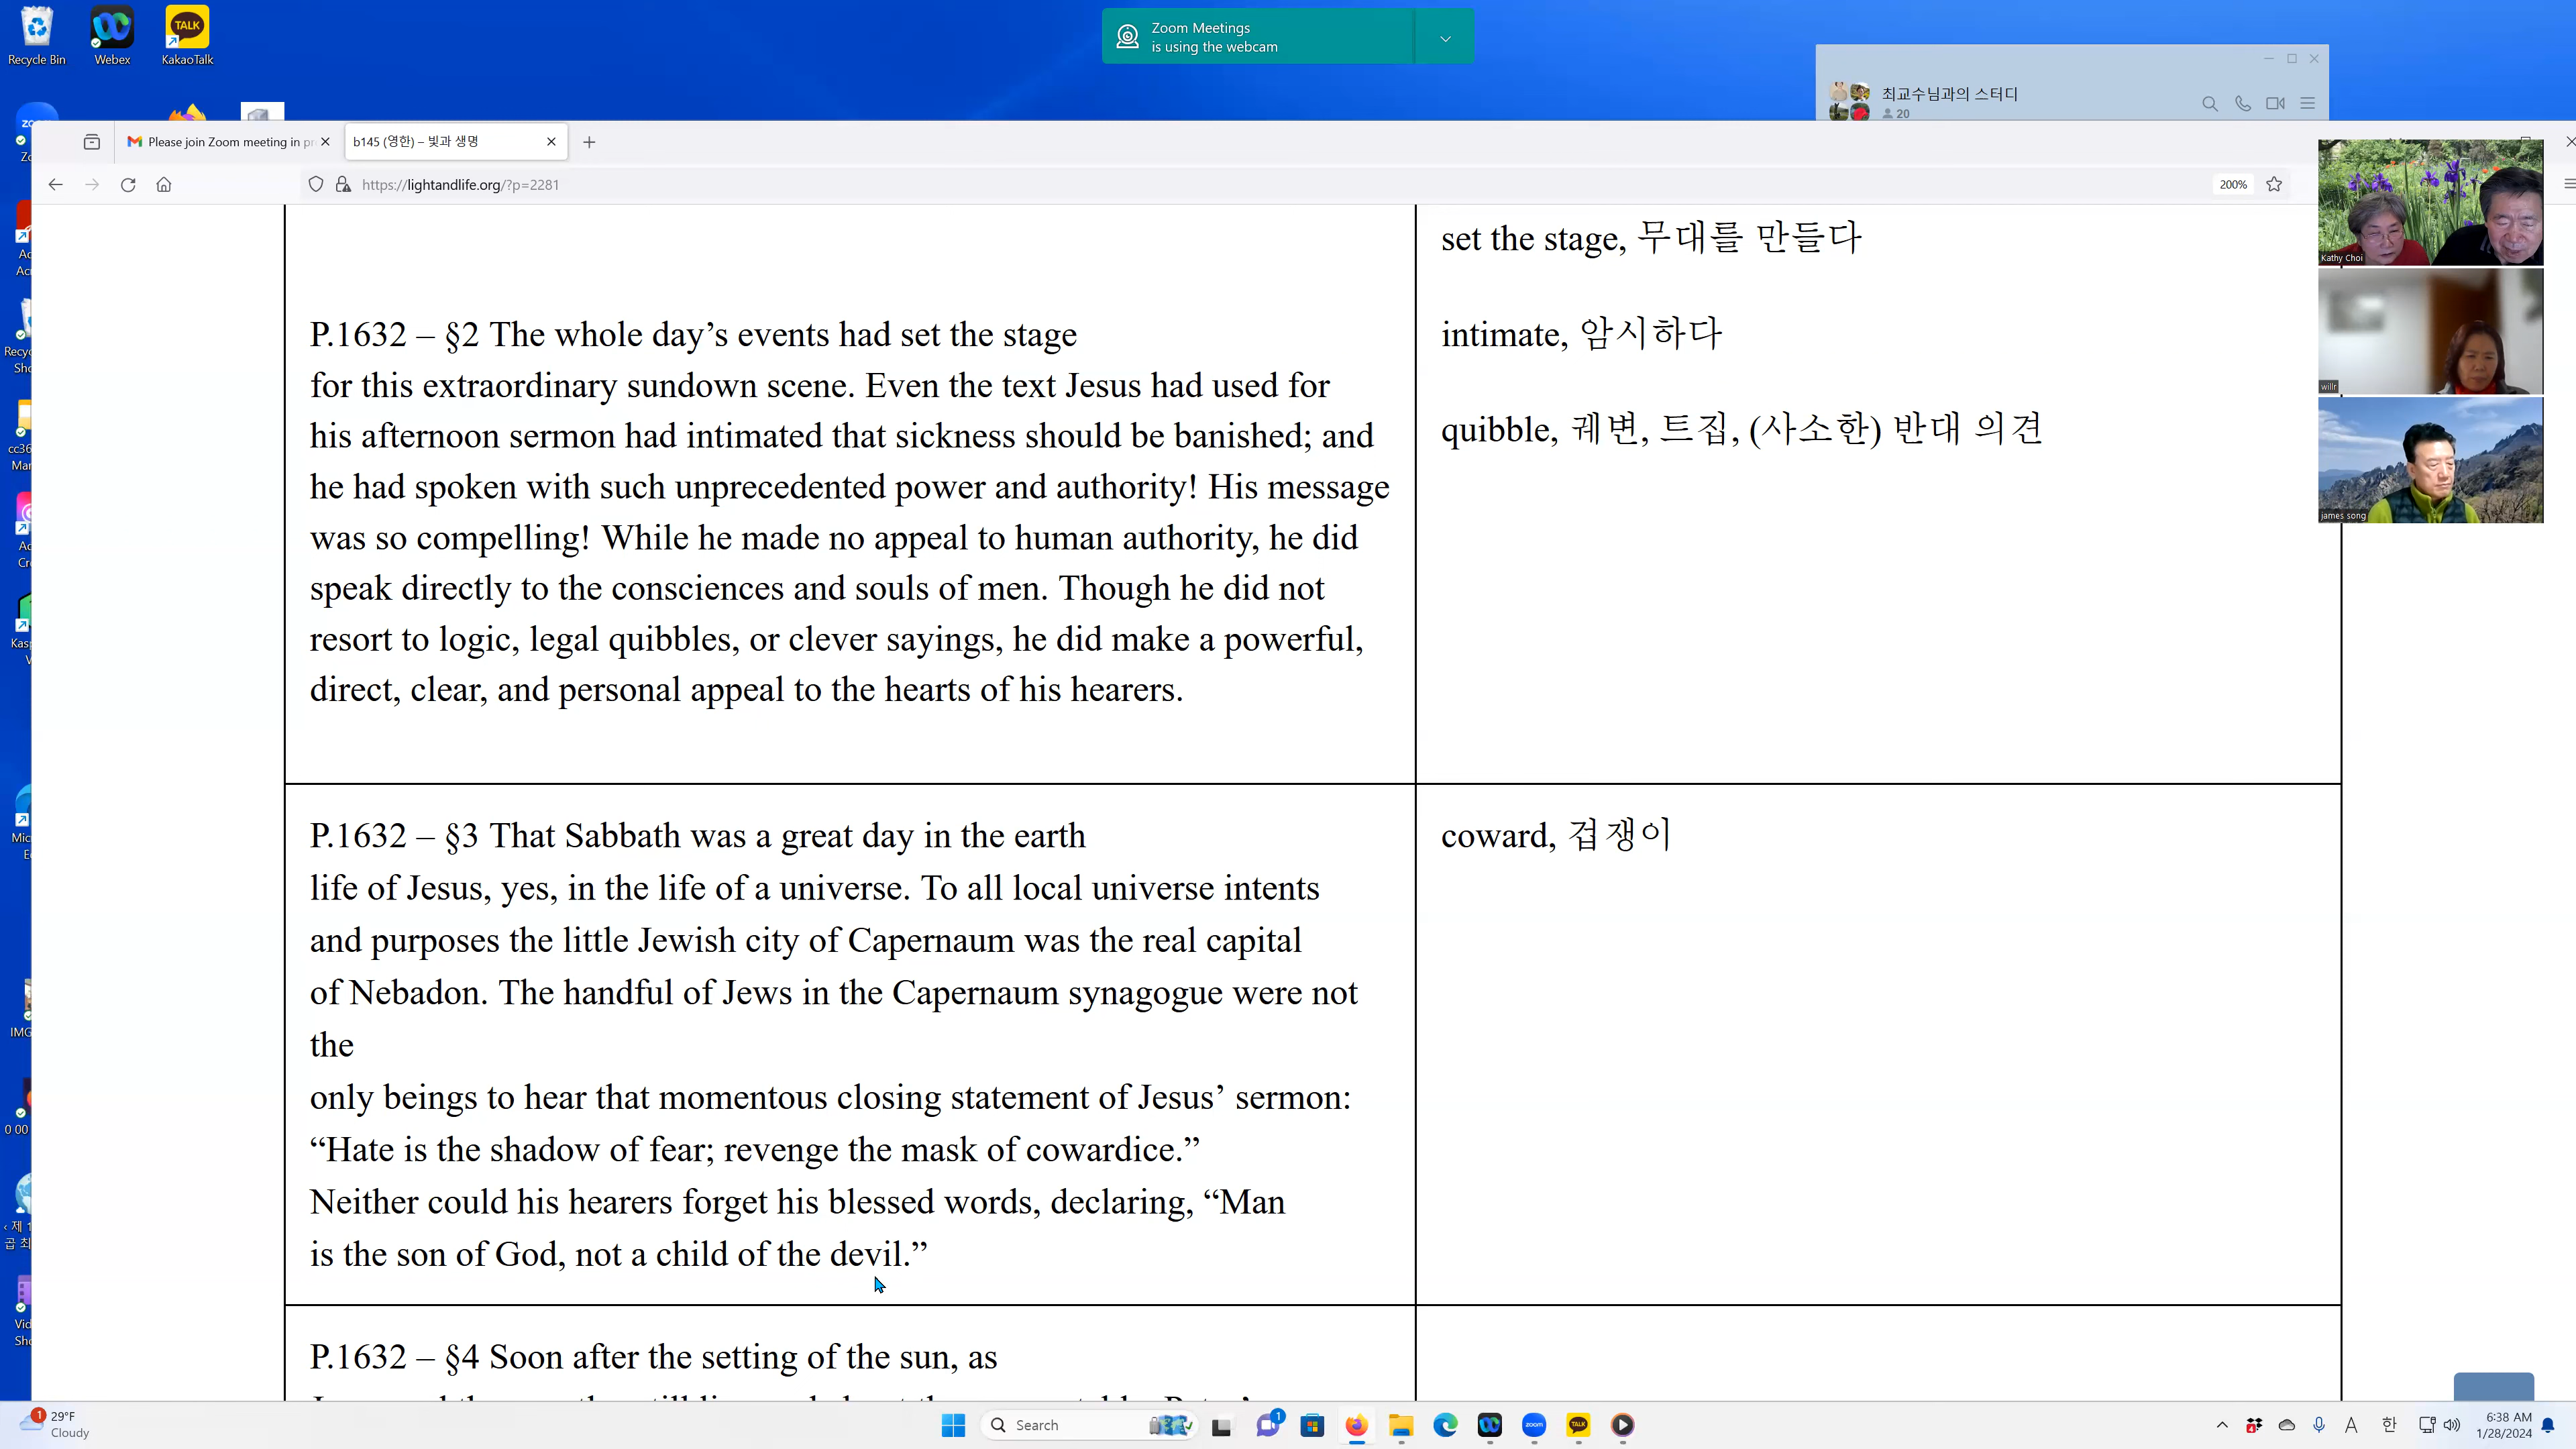 Recycle Bin
Webex
KakaoTalk
Zoom Meetings
is using the webcam
최교수님과의 스터디
20
Please join Zoom meeting in pr
b145 (영한) – 빛과 생명
https://lightandlife.org/?p=2281
200%
set the stage, 무대를 만들다
intimate, 암시하다
quibble, 궤변, 트집, (사소한) 반대 의견
P.1632 – §2 The whole day’s events had set the stage
for this extraordinary sundown scene. Even the text Jesus had used for
his afternoon sermon had intimated that sickness should be banished; and
he had spoken with such unprecedented power and authority! His message
was so compelling! While he made no appeal to human authority, he did
speak directly to the consciences and souls of men. Though he did not
resort to logic, legal quibbles, or clever sayings, he did make a powerful,
direct, clear, and personal appeal to the hearts of his hearers.
P.1632 – §3 That Sabbath was a great day in the earth
life of Jesus, yes, in the life of a universe. To all local universe intents
and purposes the little Jewish city of Capernaum was the real capital
of Nebadon. The handful of Jews in the Capernaum synagogue were not
the
only beings to hear that momentous closing statement of Jesus’ sermon:
“Hate is the shadow of fear; revenge the mask of cowardice.”
Neither could his hearers forget his blessed words, declaring, “Man
is the son of God, not a child of the devil.”
coward, 겁쟁이
P.1632 – §4 Soon after the setting of the sun, as
Kathy Choi
willr
james song
29°F
Cloudy
Search
6:38 AM
1/28/2024